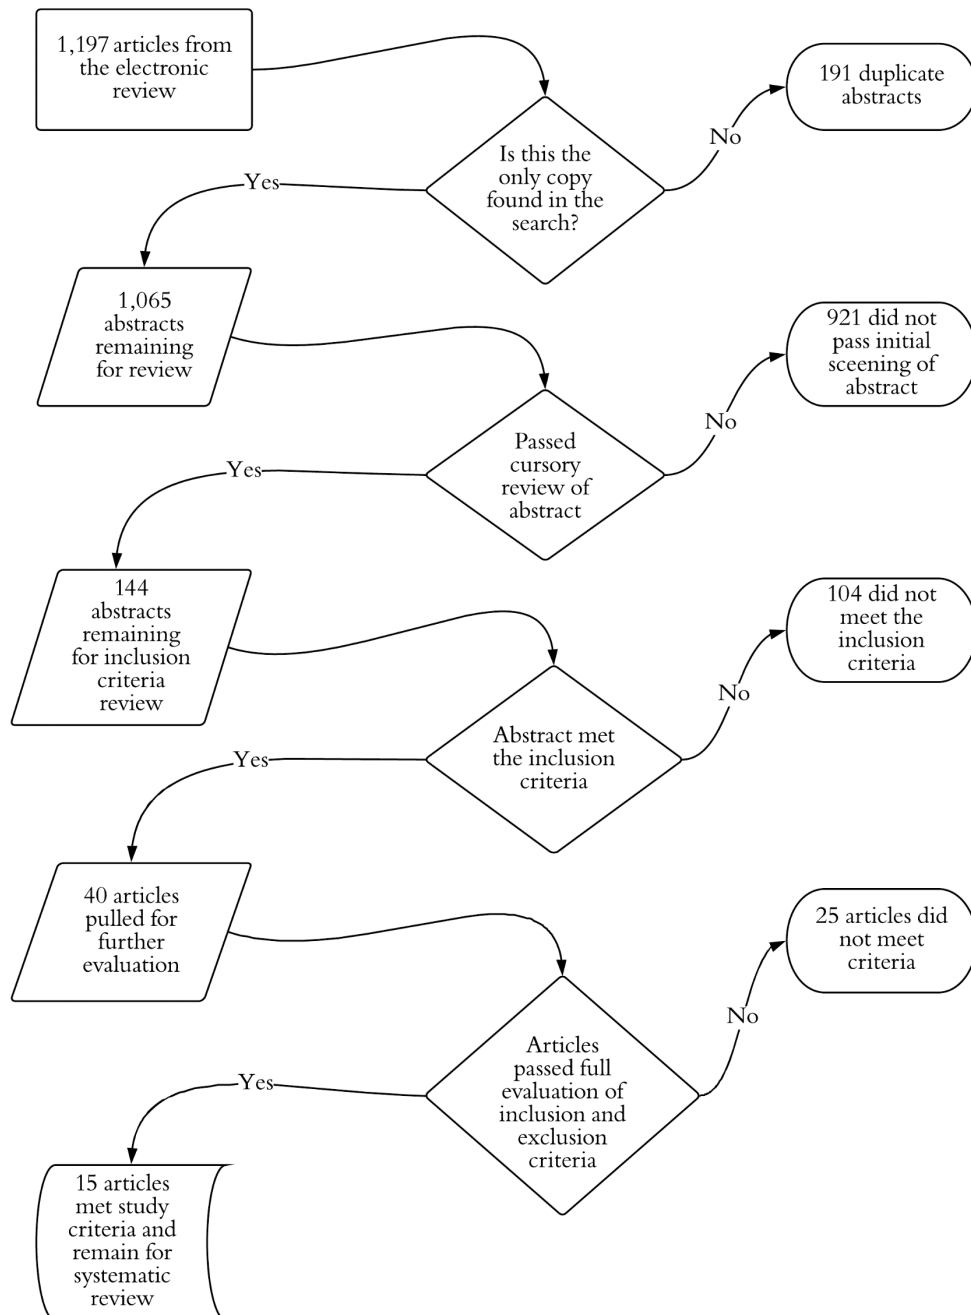 1,197 articles from
the electronic
review
191 duplicate
abstracts
No
Is this the
only copy
found in the
search?
Yes
1,065
abstracts
remaining
for review
921 did not
pass initial
sceening of
abstract
No
Passed
cursory
review of
abstract
Yes
144
abstracts
remaining
for inclusion
criteria
review
104 did not
meet the
inclusion
criteria
No
Abstract met
the inclusion
criteria
Yes
40 articles
pulled for
further
evaluation
25 articles did
not meet
criteria
No
Articles
passed full
evaluation of
inclusion and
exclusion
criteria
Yes
15 articles
met study
criteria and
remain for
systematic
review